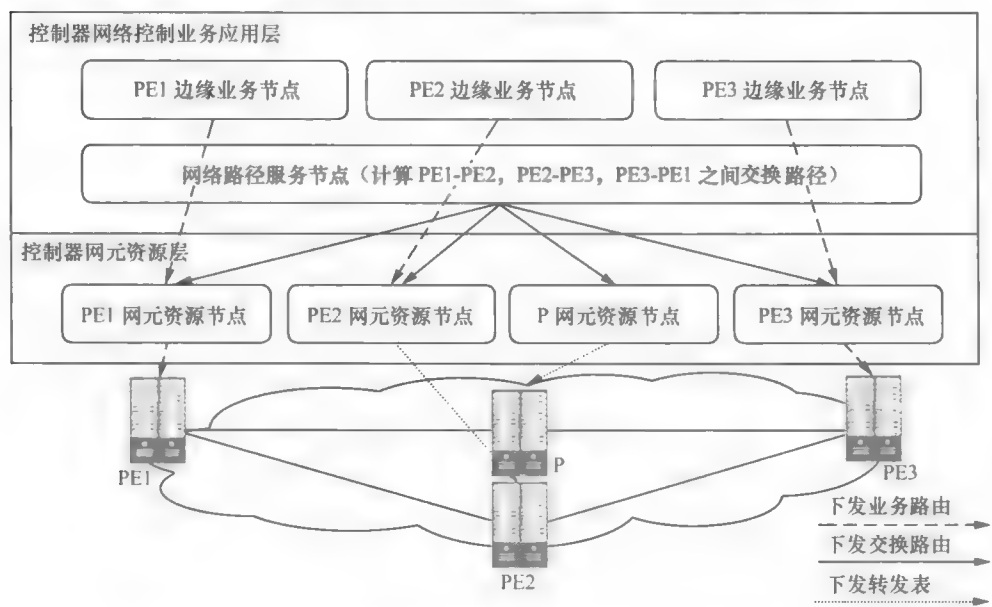 控制器网络控制业务应用层
PE1 边缘业务节点
PE2 边缘业务节点
PE3 边缘业务节点
网络路径服务节点（计算 PE1-PE2，PE2-PE3，PE3-PE1 之间交换路径）
控制器网元资源层
PE1 网元资源节点
PE2 网元资源节点
P 网元资源节点
PE3 网元资源节点
PE1
P
PE3
PE2
下发业务路由
下发交换路由
下发转发表